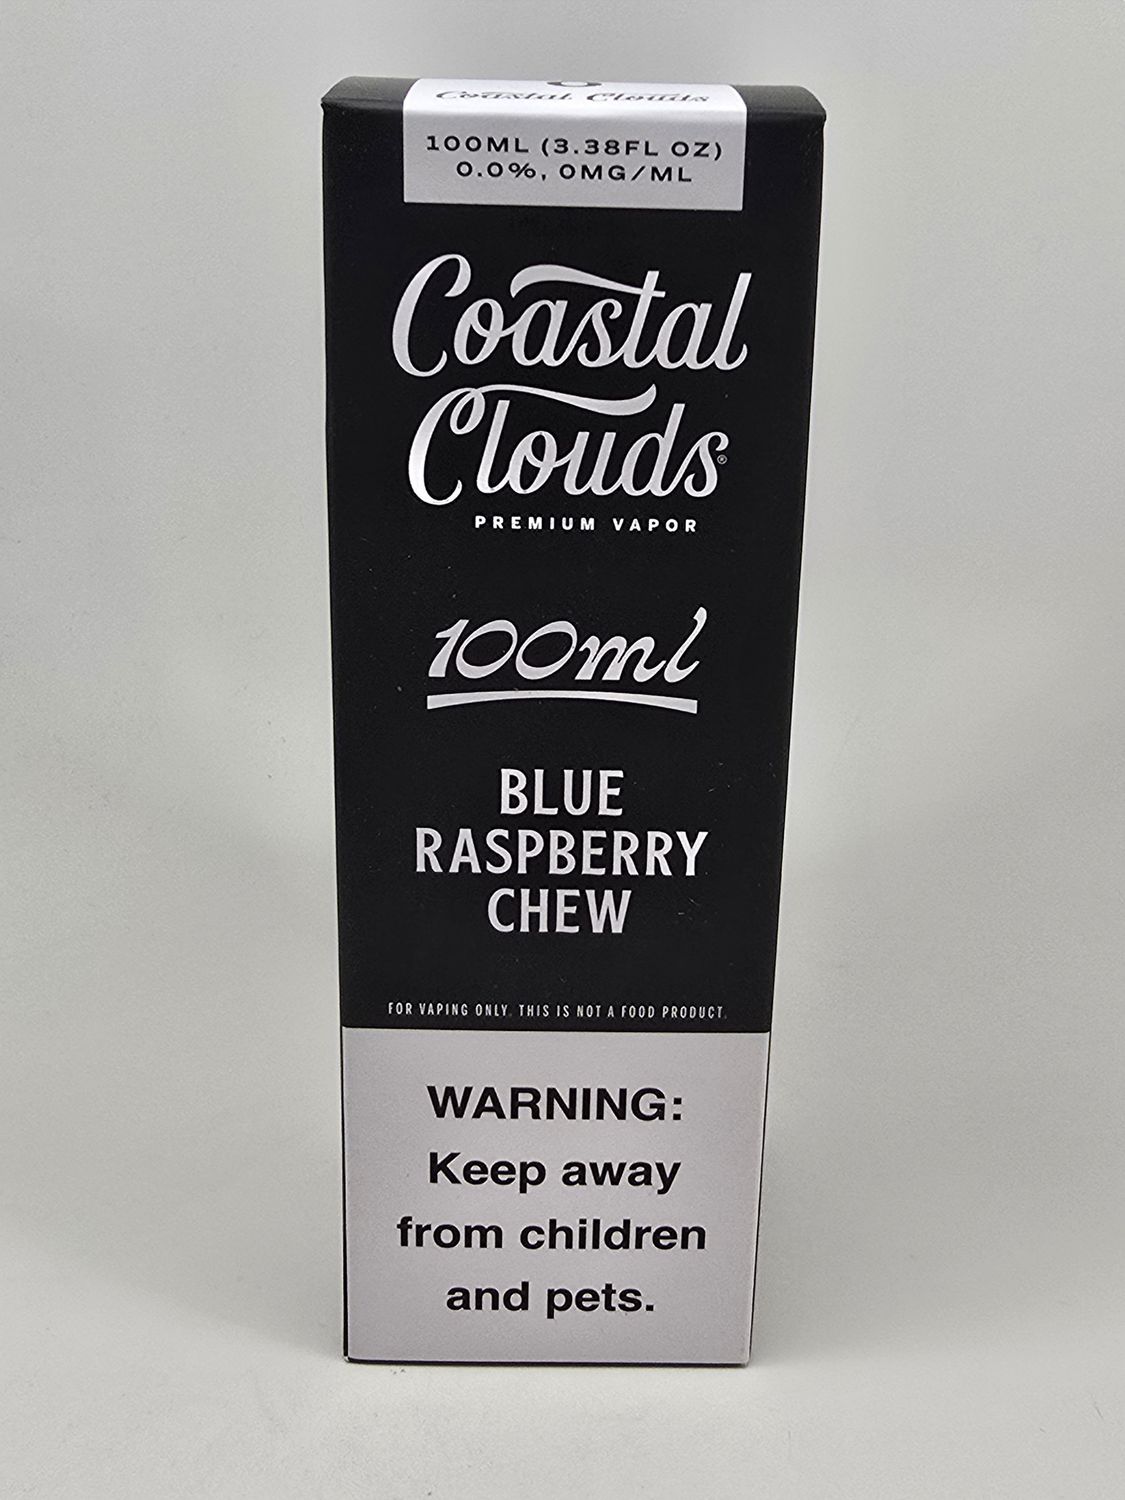 Coastal Clouds
100ML (3.38FL OZ)
0.0%, 0MG/ML
Coastal
Clouds®
PREMIUM VAPOR
100ml
BLUE
RASPBERRY
CHEW
FOR VAPING ONLY. THIS IS NOT A FOOD PRODUCT.
WARNING:
Keep away
from children
and pets.